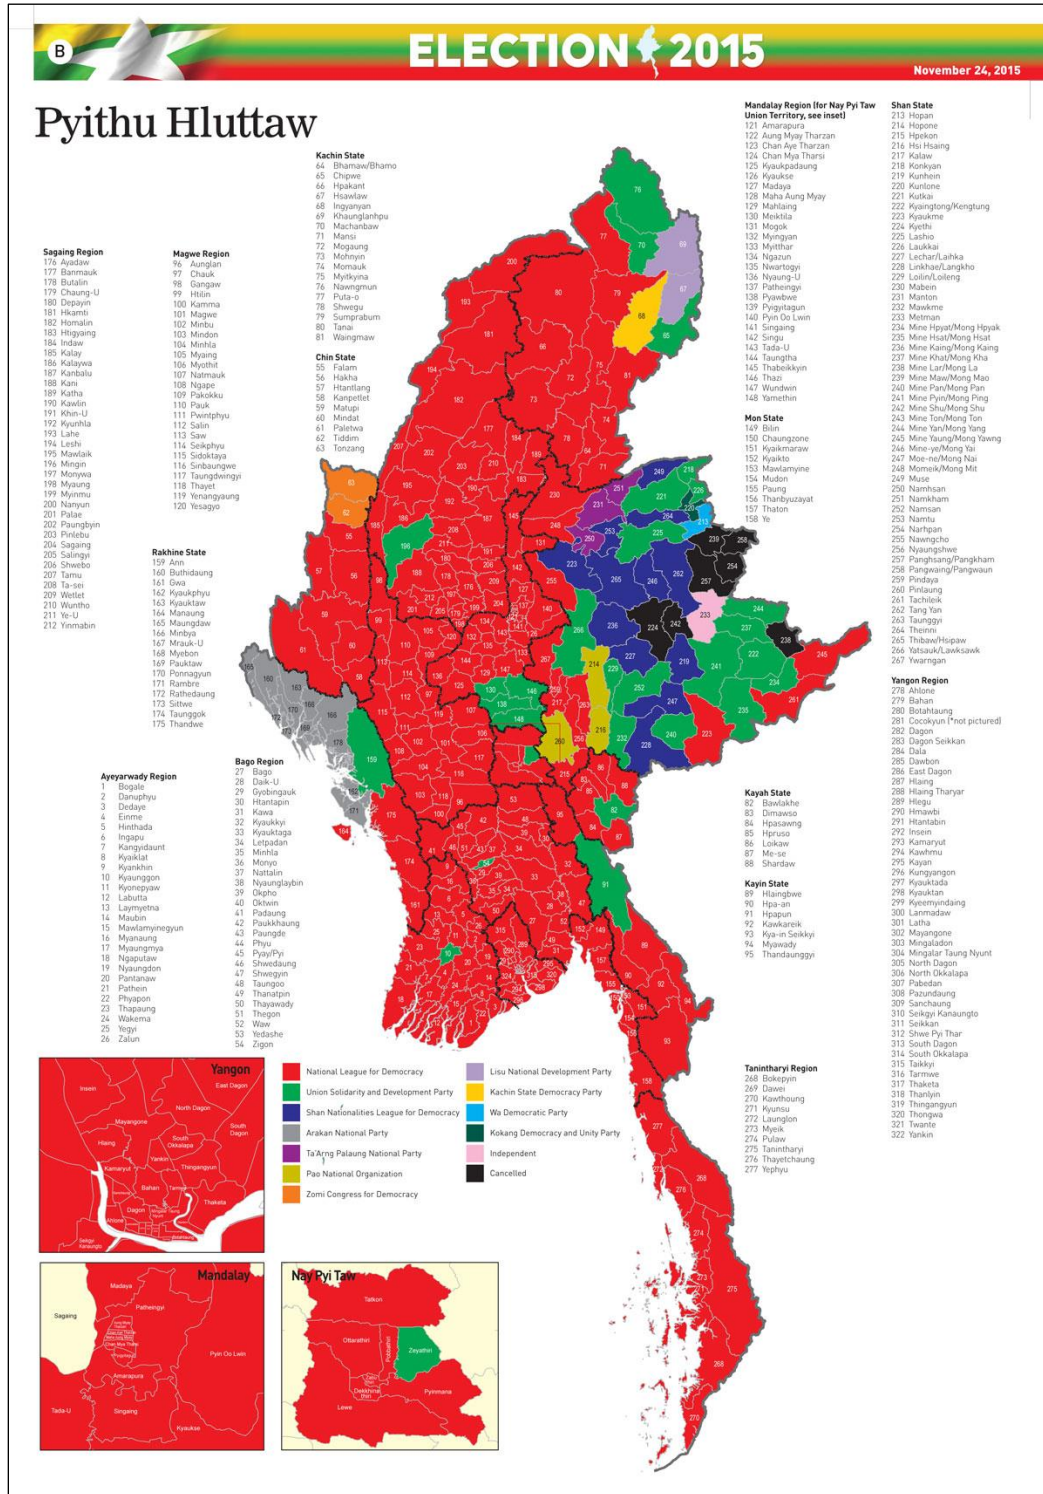 B
ELECTION 2015
November 24, 2015
Pyithu Hluttaw
Kachin State
64 Bhamaw/Bhamo
65 Chipwe
66 Hpakant
67 Hsawlaw
68 Ingyanyan
69 Khaunglanhpu
70 Machanbaw
71 Mansi
72 Mogaung
73 Mohnyin
74 Momauk
75 Myitkyina
76 Nawngmun
77 Puta-o
78 Shwegu
79 Sumprabum
80 Tanai
81 Waingmaw
Chin State
55 Falam
56 Hakha
57 Htantlang
58 Kanpetlet
59 Matupi
60 Mindat
61 Paletwa
62 Tiddim
63 Tonzang
Sagaing Region
176 Ayadaw
177 Banmauk
178 Butalin
179 Chaung-U
180 Depayin
181 Hkamti
182 Homalin
183 Htigyaing
184 Indaw
185 Kalay
186 Kalaywa
187 Kanbalu
188 Kani
189 Katha
190 Kawlin
191 Khin-U
192 Kyunhla
193 Lahe
194 Leshi
195 Mawlaik
196 Mingin
197 Monywa
198 Myaung
199 Myinmu
200 Nanyun
201 Palae
202 Paungbyin
203 Pinlebu
204 Sagaing
205 Salingyi
206 Shwebo
207 Tamu
208 Ta-sei
209 Wetlet
210 Wuntho
211 Ye-U
212 Yinmabin
Magwe Region
96 Aunglan
97 Chauk
98 Gangaw
99 Htilin
100 Kamma
101 Magwe
102 Minbu
103 Mindon
104 Minhla
105 Myaing
106 Myothit
107 Natmauk
108 Ngape
109 Pakokku
110 Pauk
111 Pwintphyu
112 Salin
113 Saw
114 Seikphyu
115 Sidoktaya
116 Sinbaungwe
117 Taungdwingyi
118 Thayet
119 Yenangyaung
120 Yesagyo
Rakhine State
159 Ann
160 Buthidaung
161 Gwa
162 Kyaukphyu
163 Kyauktaw
164 Manaung
165 Maungdaw
166 Minbya
167 Mrauk-U
168 Myebon
169 Pauktaw
170 Ponnagyun
171 Rambre
172 Rathedaung
173 Sittwe
174 Taunggok
175 Thandwe
Ayeyarwady Region
1 Bogale
2 Danuphyu
3 Dedaye
4 Einme
5 Hinthada
6 Ingapu
7 Kangyidaunt
8 Kyaiklat
9 Kyankhin
10 Kyaunggon
11 Kyonepyaw
12 Labutta
13 Laymyetna
14 Maubin
15 Mawlamyinegyun
16 Myanaung
17 Myaungmya
18 Ngaputaw
19 Nyaungdon
20 Pantanaw
21 Pathein
22 Phyapon
23 Thapaung
24 Wakema
25 Yegyi
26 Zalun
Bago Region
27 Bago
28 Daik-U
29 Gyobingauk
30 Htantapin
31 Kawa
32 Kyaukkyi
33 Kyauktaga
34 Letpadan
35 Minhla
36 Monyo
37 Nattalin
38 Nyaunglaybin
39 Okpho
40 Oktwin
41 Padaung
42 Paukkhaung
43 Paungde
44 Phyu
45 Pyay/Pyi
46 Shwedaung
47 Shwegyin
48 Taungoo
49 Thanatpin
50 Thayawady
51 Thegon
52 Waw
53 Yedashe
54 Zigon
Mandalay Region (for Nay Pyi Taw
Union Territory, see inset)
121 Amarapura
122 Aung Myay Tharzan
123 Chan Aye Tharzan
124 Chan Mya Tharsi
125 Kyaukpadaung
126 Kyaukse
127 Madaya
128 Maha Aung Myay
129 Mahlaing
130 Meiktila
131 Mogok
132 Myingyan
133 Myitthar
134 Ngazun
135 Nwartogyi
136 Nyaung-U
137 Patheingyi
138 Pyawbwe
139 Pyigyitagun
140 Pyin Oo Lwin
141 Singaing
142 Singu
143 Tada-U
144 Taungtha
145 Thabeikkyin
146 Thazi
147 Wundwin
148 Yamethin
Mon State
149 Bilin
150 Chaungzone
151 Kyaikmaraw
152 Kyaikto
153 Mawlamyine
154 Mudon
155 Paung
156 Thanbyuzayat
157 Thaton
158 Ye
Kayah State
82 Bawlakhe
83 Dimawso
84 Hpasawng
85 Hpruso
86 Loikaw
87 Me-se
88 Shardaw
Kayin State
89 Hlaingbwe
90 Hpa-an
91 Hpapun
92 Kawkareik
93 Kya-in Seikkyi
94 Myawady
95 Thandaunggyi
Tanintharyi Region
268 Bokepyin
269 Dawei
270 Kawthoung
271 Kyunsu
272 Launglon
273 Myeik
274 Pulaw
275 Tanintharyi
276 Thayetchaung
277 Yephyu
Shan State
213 Hopan
214 Hopone
215 Hpekon
216 Hsi Hsaing
217 Kalaw
218 Konkyan
219 Kunhein
220 Kunlone
221 Kutkai
222 Kyaingtong/Kengtung
223 Kyaukme
224 Kyethi
225 Lashio
226 Laukkai
227 Lechar/Laihka
228 Linkhae/Langkho
229 Loilin/Loileng
230 Mabein
231 Manton
232 Mawkme
233 Metman
234 Mine Hpyat/Mong Hpyak
235 Mine Hsat/Mong Hsat
236 Mine Kaing/Mong Kaing
237 Mine Khat/Mong Kha
238 Mine Lar/Mong La
239 Mine Maw/Mong Mao
240 Mine Pan/Mong Pan
241 Mine Pyin/Mong Ping
242 Mine Shu/Mong Shu
243 Mine Ton/Mong Ton
244 Mine Yan/Mong Yang
245 Mine Yaung/Mong Yawng
246 Mine-ye/Mong Yai
247 Moe-ne/Mong Nai
248 Momeik/Mong Mit
249 Muse
250 Namhsan
251 Namkham
252 Namsan
253 Namtu
254 Narhpan
255 Nawngcho
256 Nyaungshwe
257 Panghsang/Pangkham
258 Pangwaing/Pangwaun
259 Pindaya
260 Pinlaung
261 Tachileik
262 Tang Yan
263 Taunggyi
264 Theinni
265 Thibaw/Hsipaw
266 Yatsauk/Lawksawk
267 Ywarngan
Yangon Region
278 Ahlone
279 Bahan
280 Botahtaung
281 Cocokyun (*not pictured)
282 Dagon
283 Dagon Seikkan
284 Dala
285 Dawbon
286 East Dagon
287 Hlaing
288 Hlaing Tharyar
289 Hlegu
290 Hmawbi
291 Htantabin
292 Insein
293 Kamaryut
294 Kawhmu
295 Kayan
296 Kungyangon
297 Kyauktada
298 Kyauktan
299 Kyeemyindaing
300 Lanmadaw
301 Latha
302 Mayangone
303 Mingaladon
304 Mingalar Taung Nyunt
305 North Dagon
306 North Okkalapa
307 Pabedan
308 Pazundaung
309 Sanchaung
310 Seikgyi Kanaungto
311 Seikkan
312 Shwe Pyi Thar
313 South Dagon
314 South Okkalapa
315 Taikkyi
316 Tarmwe
317 Thaketa
318 Thanlyin
319 Thingangyun
320 Thongwa
321 Twante
322 Yankin
National League for Democracy
Union Solidarity and Development Party
Shan Nationalities League for Democracy
Arakan National Party
Ta'Arng Palaung National Party
Pao National Organization
Zomi Congress for Democracy
Lisu National Development Party
Kachin State Democracy Party
Wa Democratic Party
Kokang Democracy and Unity Party
Independent
Cancelled
Yangon
Insein
East Dagon
North Dagon
Mayangone
South Dagon
South Okkalapa
Hlaing
Yankin
Thingangyun
Kamaryut
Bahan
Tamwe
Thaketa
Dagon
Ahlone
Seikgyi Kanaungto
Mandalay
Madaya
Patheingyi
Sagaing
Pyin Oo Lwin
Amarapura
Tada-U
Singaing
Kyaukse
Nay Pyi Taw
Tatkon
Ottarathiri
Pobbathiri
Zeyathiri
Dekkhina thiri
Pyinmana
Lewe